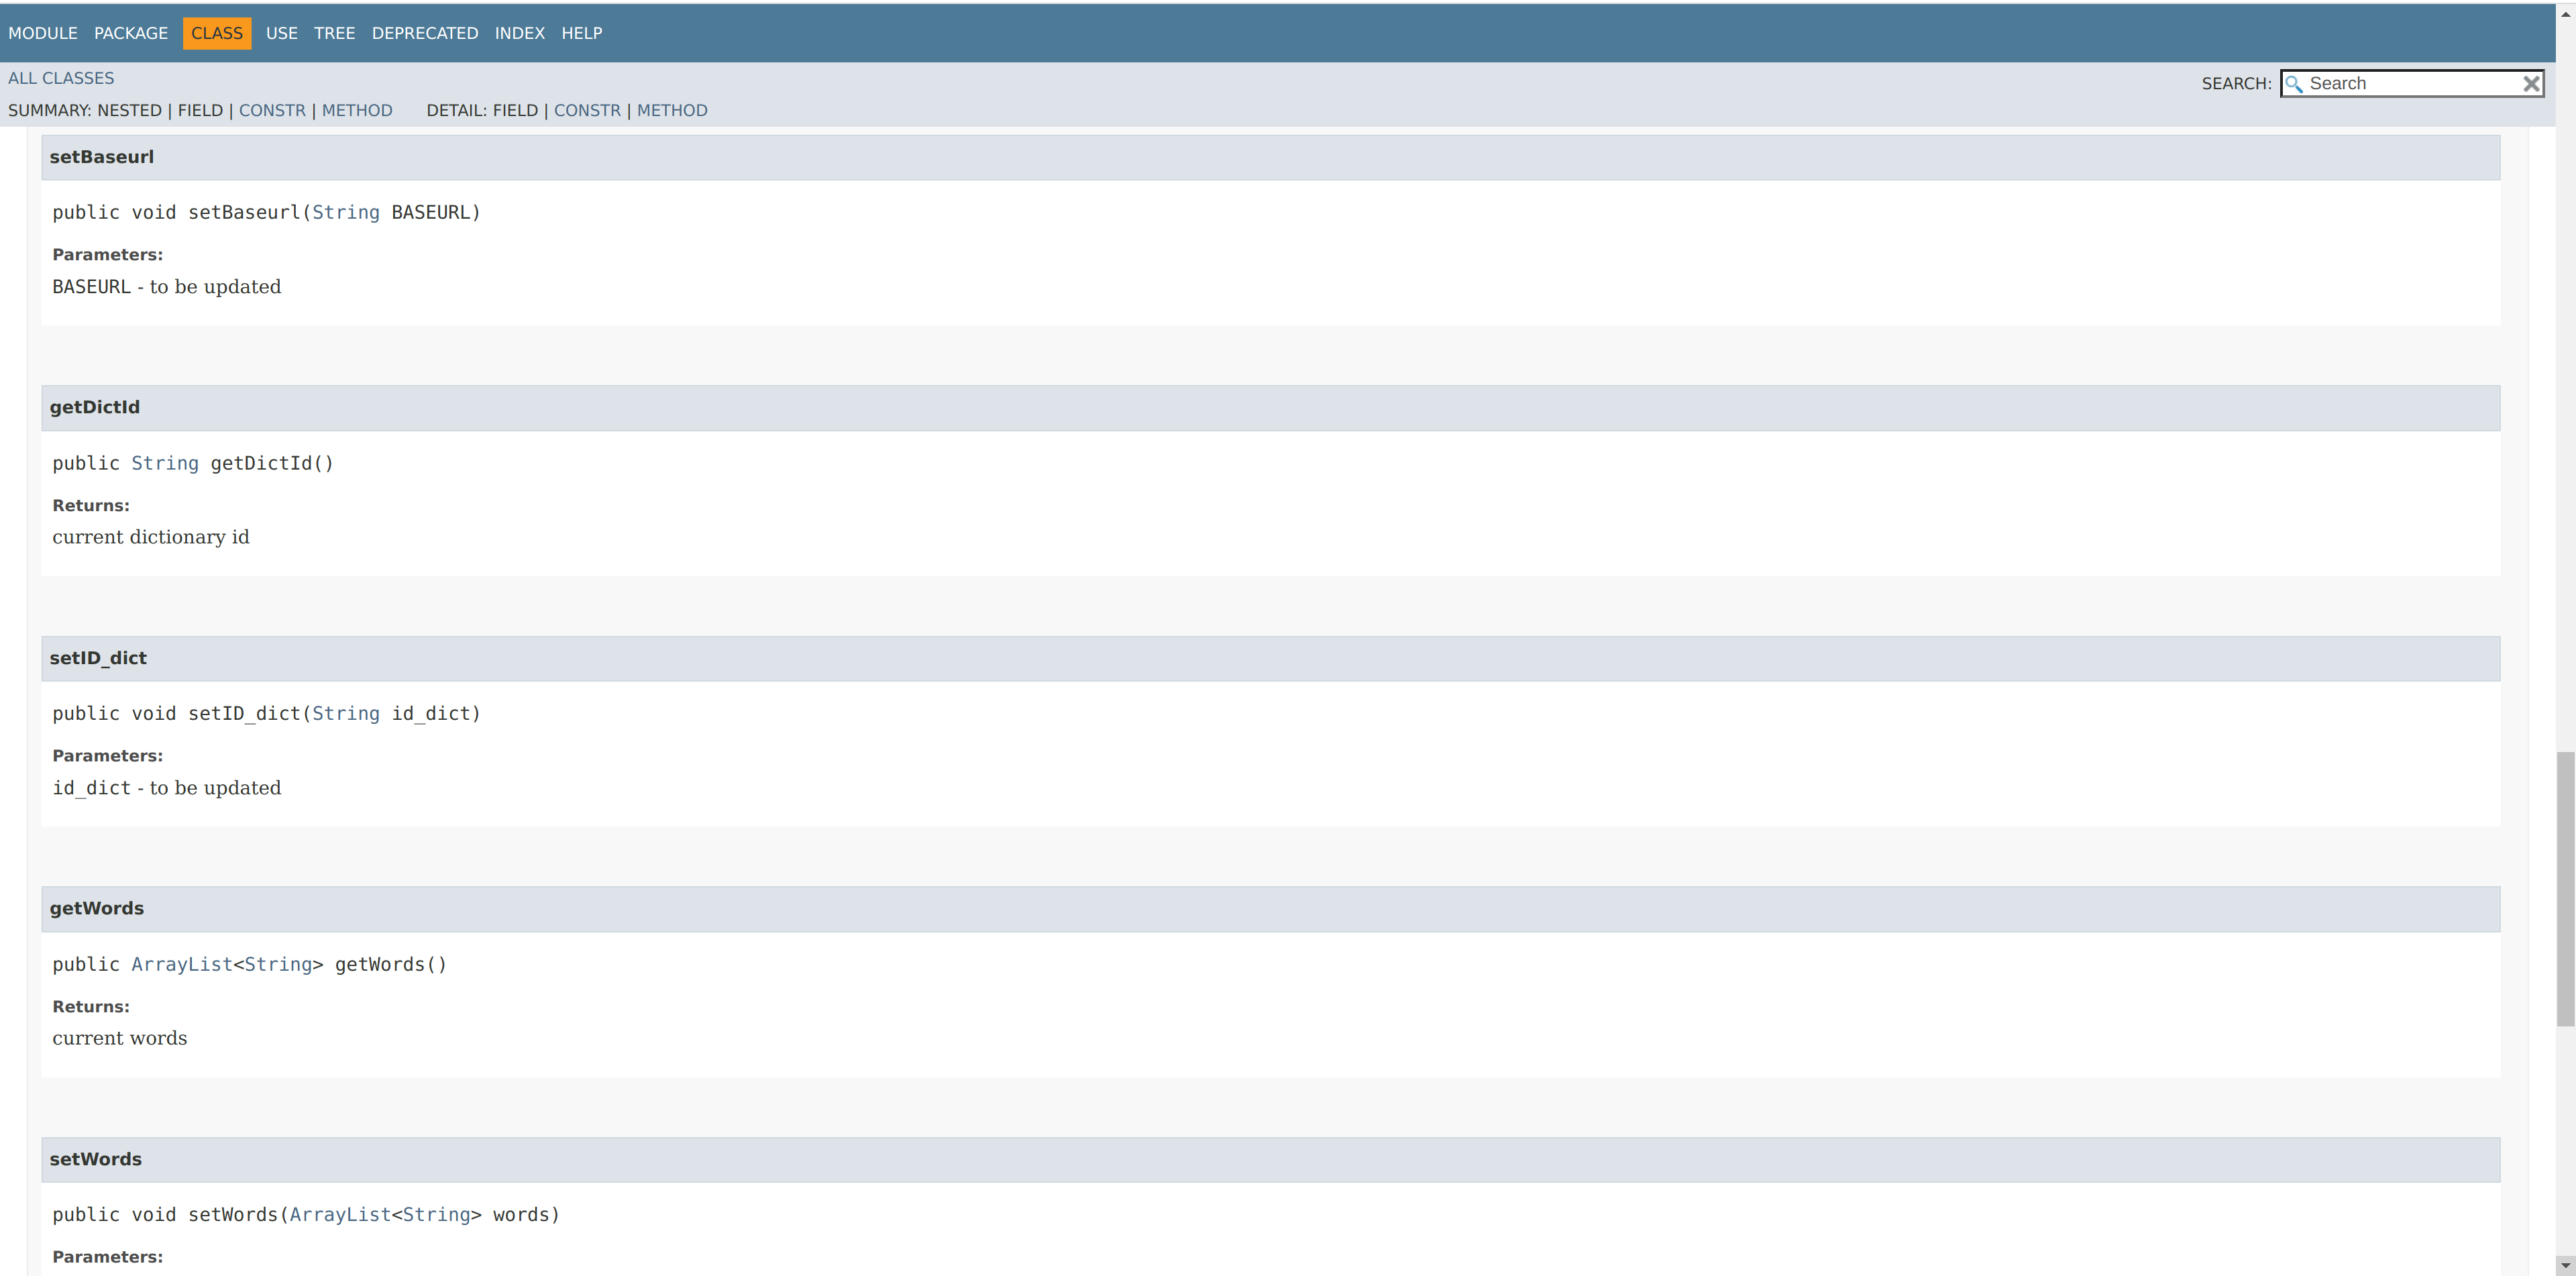 MODULE PACKAGE CLASS USE TREE DEPRECATED INDEX HELP
ALL CLASSES
SEARCH: Search
SUMMARY: NESTED | FIELD | CONSTR | METHOD DETAIL: FIELD | CONSTR | METHOD
setBaseurl
public void setBaseurl(String BASEURL)
Parameters:
BASEURL - to be updated
getDictId
public String getDictId()
Returns:
current dictionary id
setID_dict
public void setID_dict(String id_dict)
Parameters:
id_dict - to be updated
getWords
public ArrayList<String> getWords()
Returns:
current words
setWords
public void setWords(ArrayList<String> words)
Parameters: